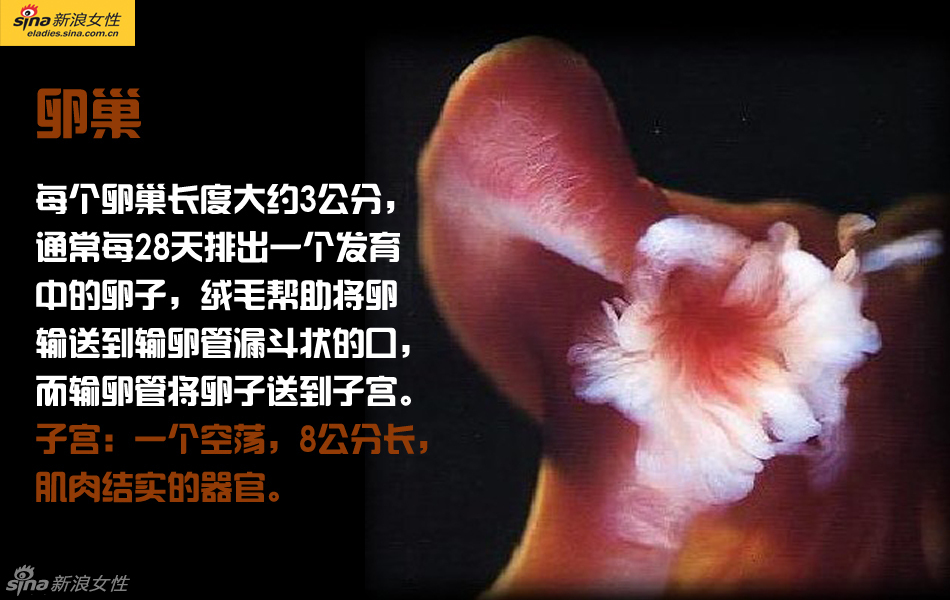 sina新浪女性
eladies.sina.com.cn
卵巢
每个卵巢长度大约3公分，
通常每28天排出一个发育
中的卵子，绒毛帮助将卵
输送到输卵管漏斗状的口，
而输卵管将卵子送到子宫。
子宫：一个空荡，8公分长，
肌肉结实的器官。
sina新浪女性